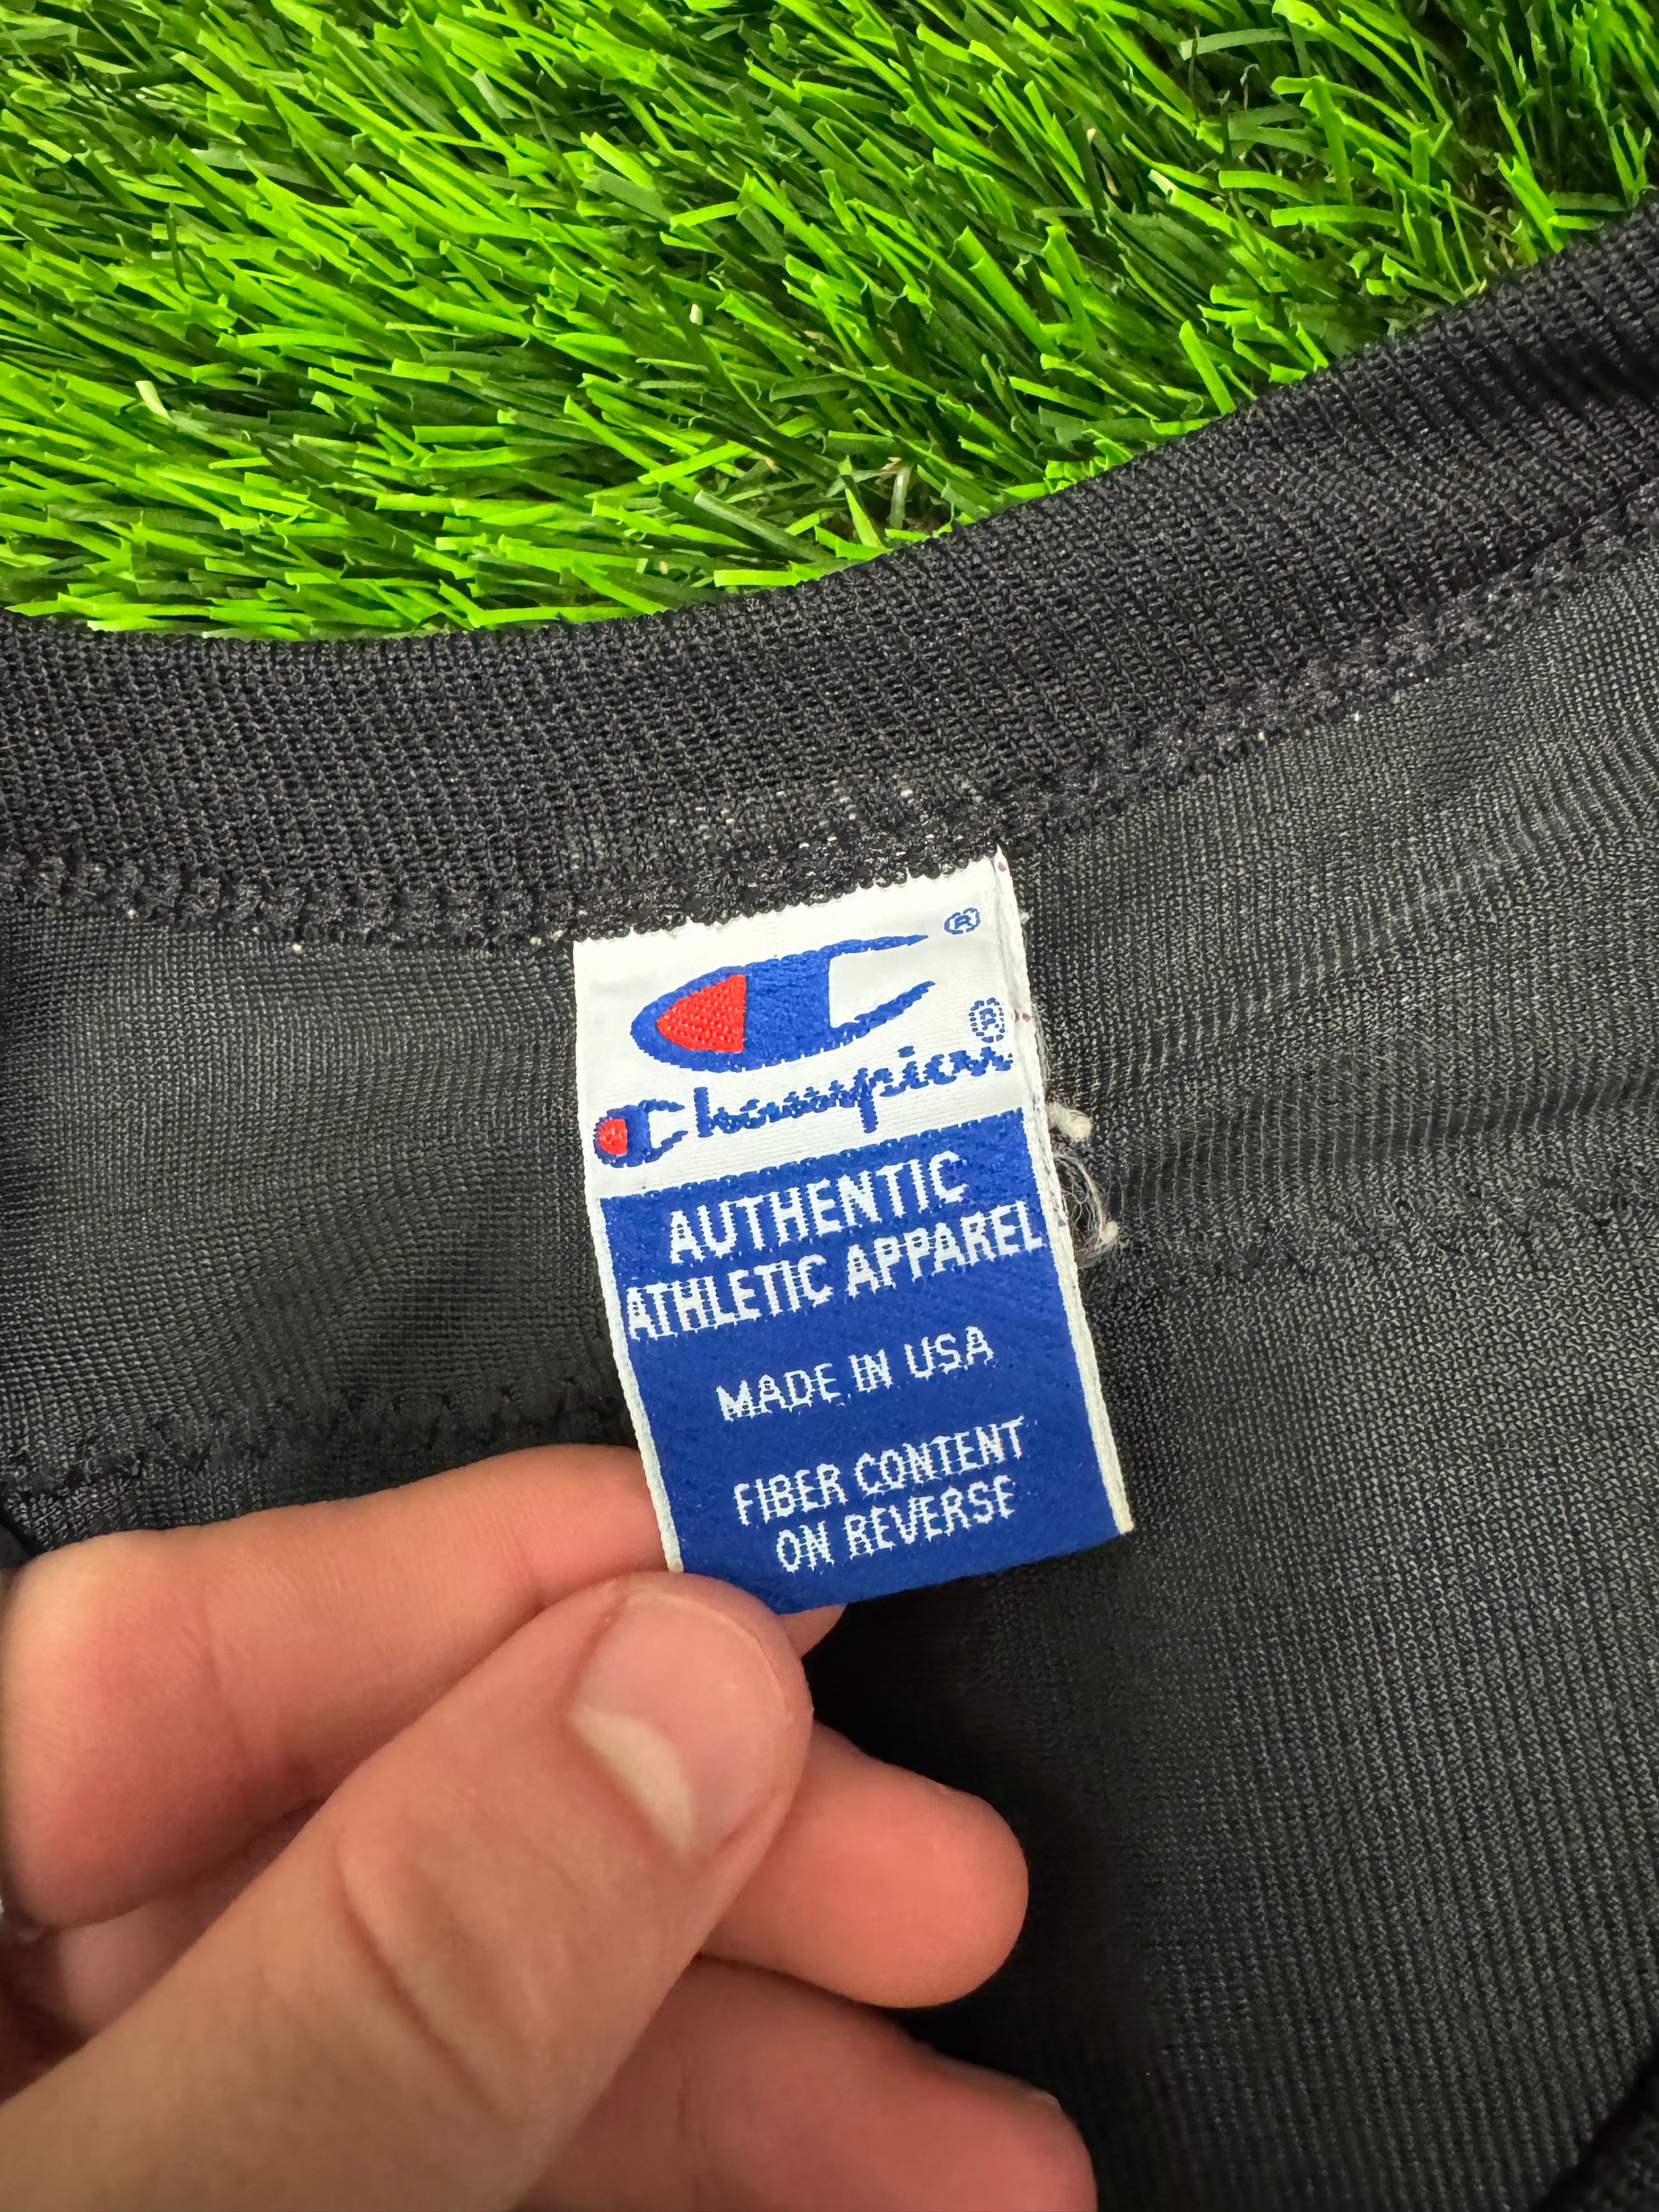 ®
Champion®
AUTHENTIC
ATHLETIC APPAREL
MADE IN USA
FIBER CONTENT
ON REVERSE